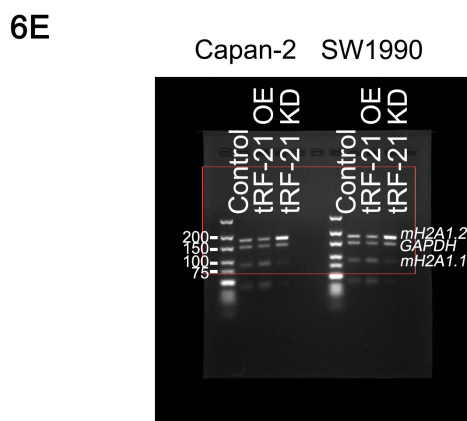 6E
Capan-2 SW1990
Control
tRF-21 OE
tRF-21 KD
Control
tRF-21 OE
tRF-21 KD
200
150
100
75
mH2A1.2
GAPDH
mH2A1.1